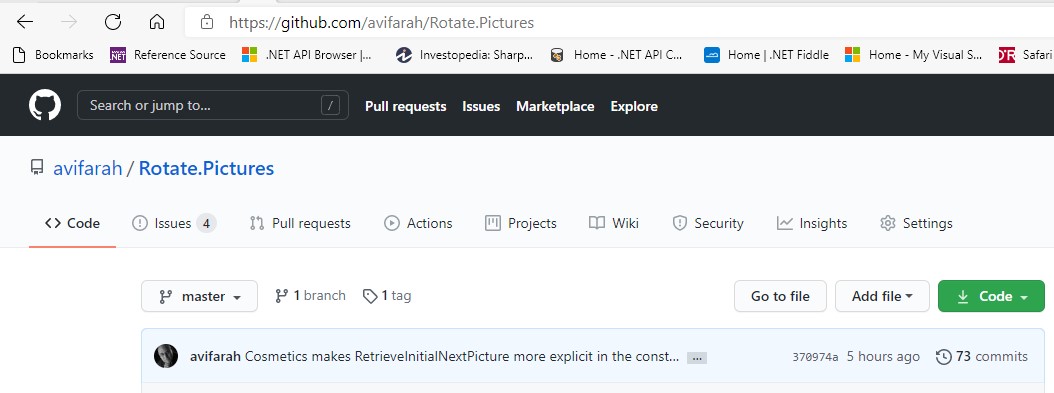 https://github.com/avifarah/Rotate.Pictures
Bookmarks Reference Source .NET API Browser |... Investopedia: Sharp... Home - .NET API C... Home | .NET Fiddle Home - My Visual S... Safari
Search or jump to... / Pull requests Issues Marketplace Explore
avifarah / Rotate.Pictures
<> Code Issues 4 Pull requests Actions Projects Wiki Security Insights Settings
master 1 branch 1 tag Go to file Add file Code
avifarah Cosmetics makes RetrieveInitialNextPicture more explicit in the const... ... 370974a 5 hours ago 73 commits